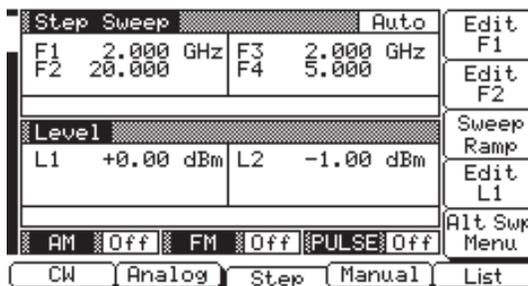 Step Sweep Auto
F1 2.000 GHz F3 2.000 GHz
F2 20.000 F4 5.000
Level
L1 +0.00 dBm L2 -1.00 dBm
AM Off FM Off PULSE Off
CW Analog Step Manual List
Edit
F1
Edit
F2
Sweep
Ramp
Edit
L1
Alt Swp
Menu